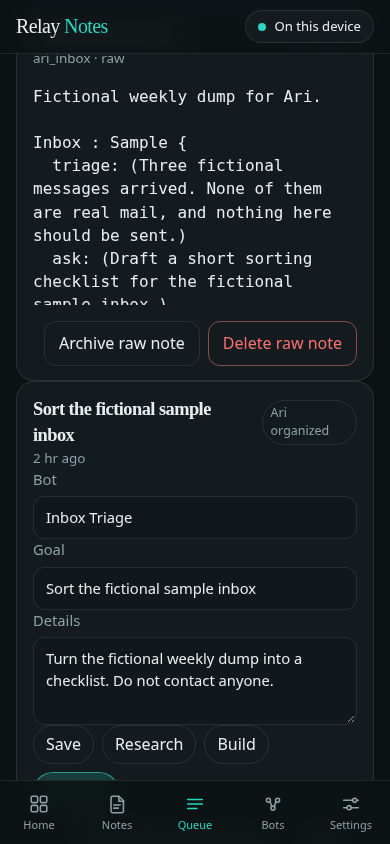 Relay Notes
On this device
ari_inbox · raw
Fictional weekly dump for Ari.
Inbox : Sample {
triage: (Three fictional
messages arrived. None of them
are real mail, and nothing here
should be sent.)
ask: (Draft a short sorting
checklist for the fictional
sample inbox.)
Archive raw note
Delete raw note
Sort the fictional sample
inbox
Ari
organized
2 hr ago
Bot
Inbox Triage
Goal
Sort the fictional sample inbox
Details
Turn the fictional weekly dump into a
checklist. Do not contact anyone.
Save
Research
Build
Home
Notes
Queue
Bots
Settings